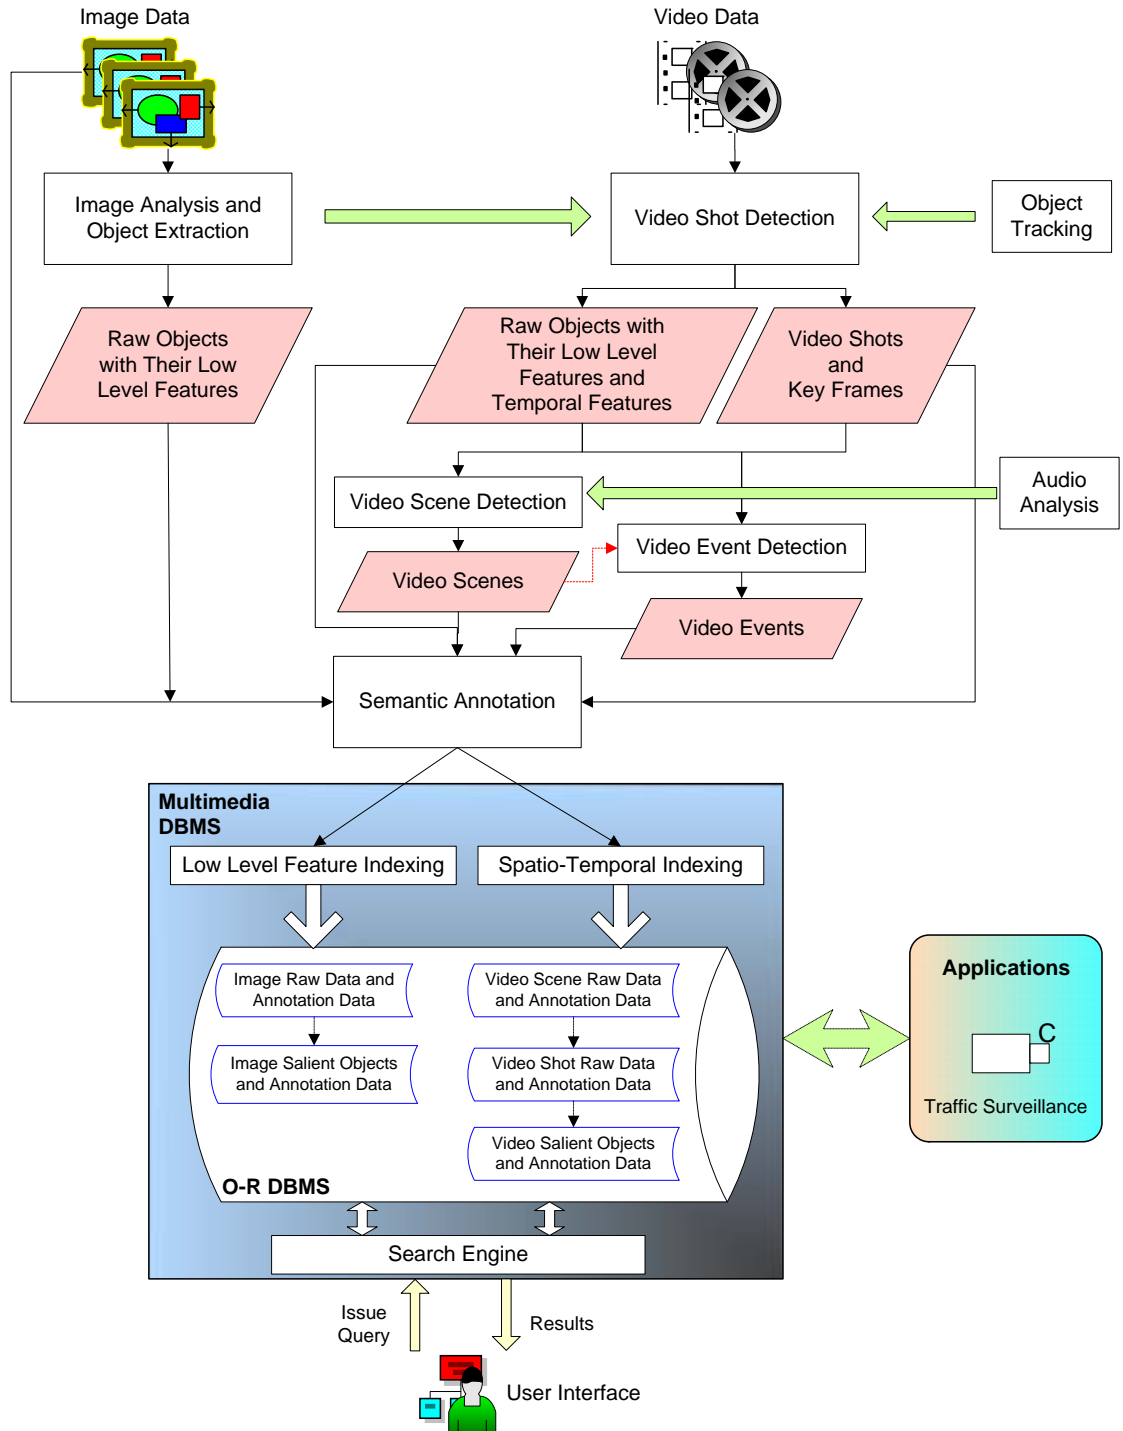 Image Data
Video Data
Image Analysis and
Object Extraction
Video Shot Detection
Object
Tracking
Raw Objects
with Their Low
Level Features
Raw Objects with
Their Low Level
Features and
Temporal Features
Video Shots
and
Key Frames
Video Scene Detection
Audio
Analysis
Video Event Detection
Video Scenes
Video Events
Semantic Annotation
Multimedia
DBMS
Low Level Feature Indexing
Spatio-Temporal Indexing
Image Raw Data and
Annotation Data
Video Scene Raw Data
and Annotation Data
Image Salient Objects
and Annotation Data
Video Shot Raw Data
and Annotation Data
Video Salient Objects
and Annotation Data
O-R DBMS
Applications
C
Traffic Surveillance
Search Engine
Issue
Query
Results
User Interface